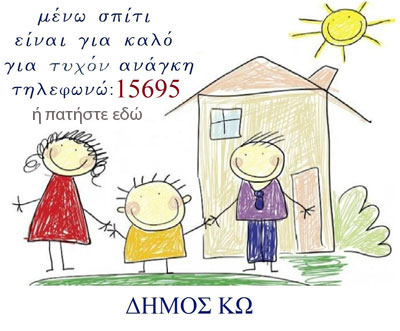 μένω σπίτι
είναι για καλό
για τυχόν ανάγκη
τηλεφωνώ:15695
ή πατήστε εδώ
ΔΗΜΟΣ ΚΩ